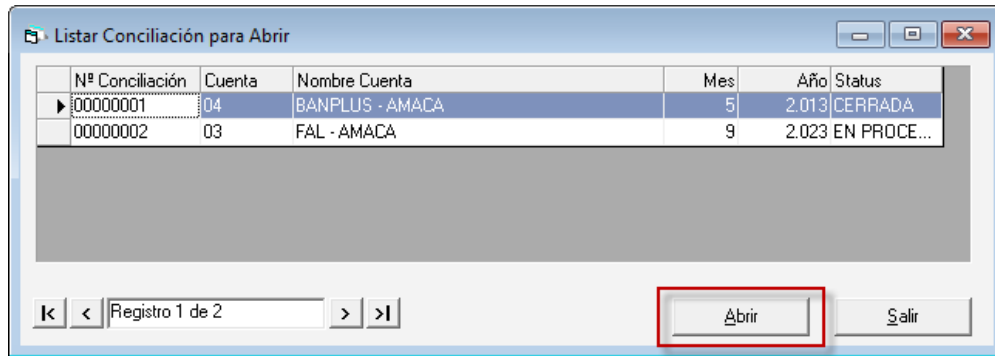 Listar Conciliación para Abrir
Nº Conciliación Cuenta Nombre Cuenta Mes Año Status
00000001 04 BANPLUS - AMACA 5 2.013 CERRADA
00000002 03 FAL - AMACA 9 2.023 EN PROCE...
Registro 1 de 2 Abrir Salir